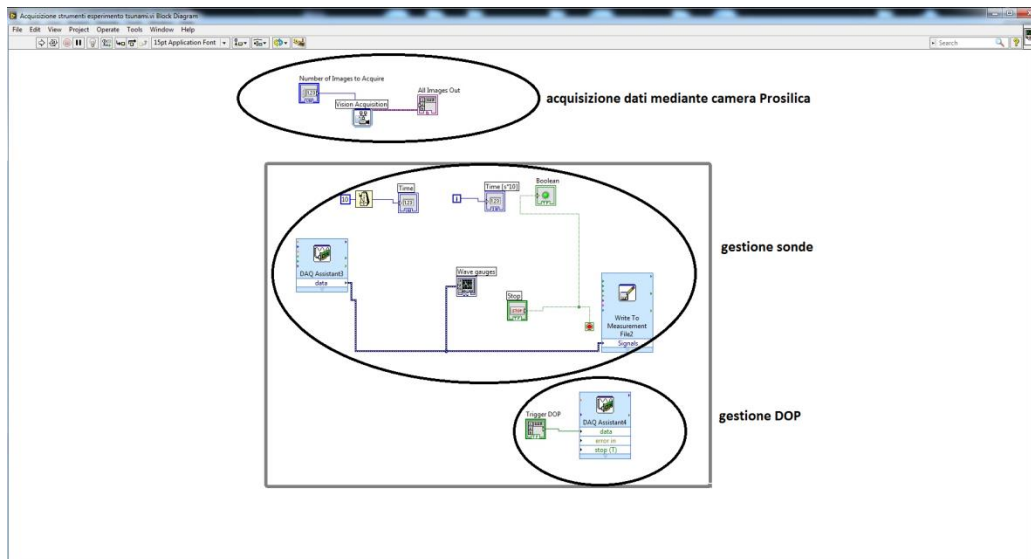 Acquisizione strumenti esperimento tsunami.vi Block Diagram
File Edit View Project Operate Tools Window Help
15pt Application Font
Search
Number of Images to Acquire
All Images Out
Vision Acquisition
acquisizione dati mediante camera Prosilica
Time
Time [s*10]
Boolean
10
i
gestione sonde
DAQ Assistant3
data
Wave gauges
Stop
Write To
Measurement
File2
Signals
gestione DOP
Trigger DOP
DAQ Assistant4
data
error in
stop (T)